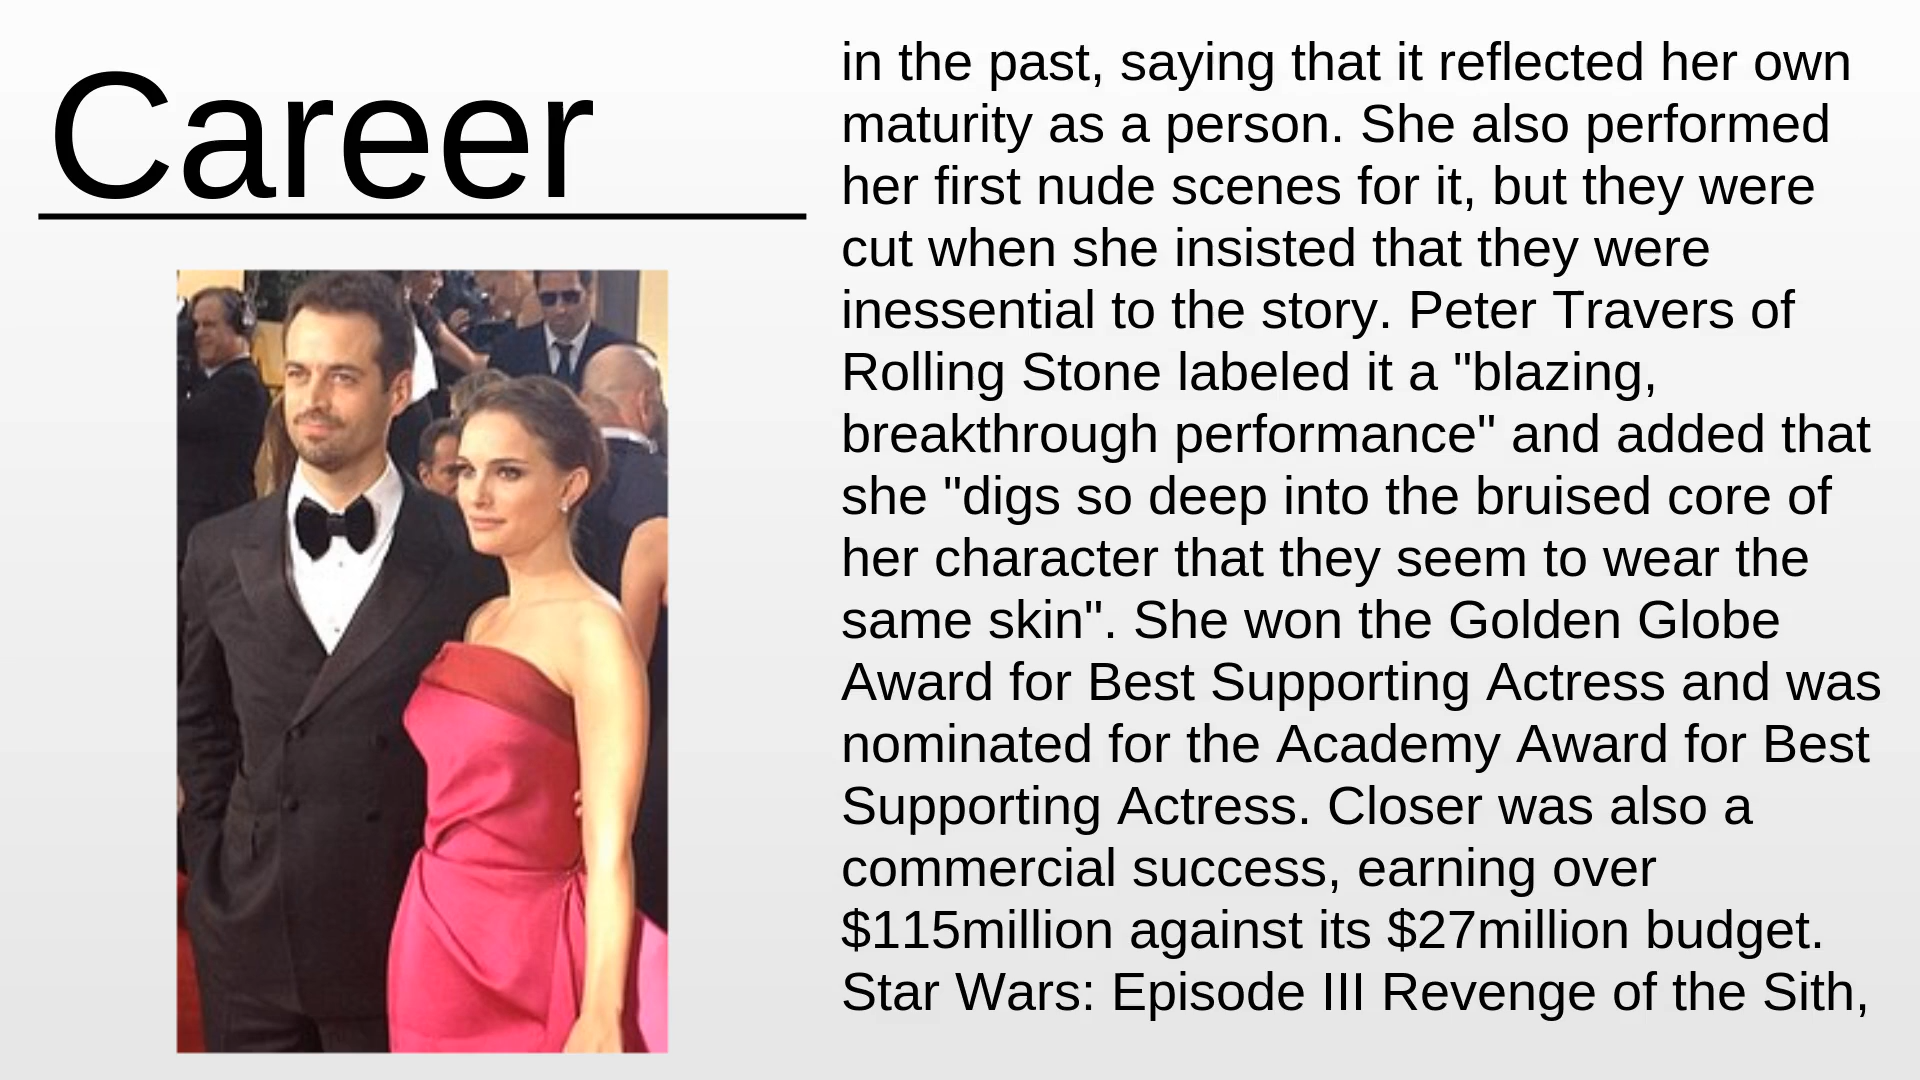 Career
in the past, saying that it reflected her own
maturity as a person. She also performed
her first nude scenes for it, but they were
cut when she insisted that they were
inessential to the story. Peter Travers of
Rolling Stone labeled it a "blazing,
breakthrough performance" and added that
she "digs so deep into the bruised core of
her character that they seem to wear the
same skin". She won the Golden Globe
Award for Best Supporting Actress and was
nominated for the Academy Award for Best
Supporting Actress. Closer was also a
commercial success, earning over
$115million against its $27million budget.
Star Wars: Episode III Revenge of the Sith,